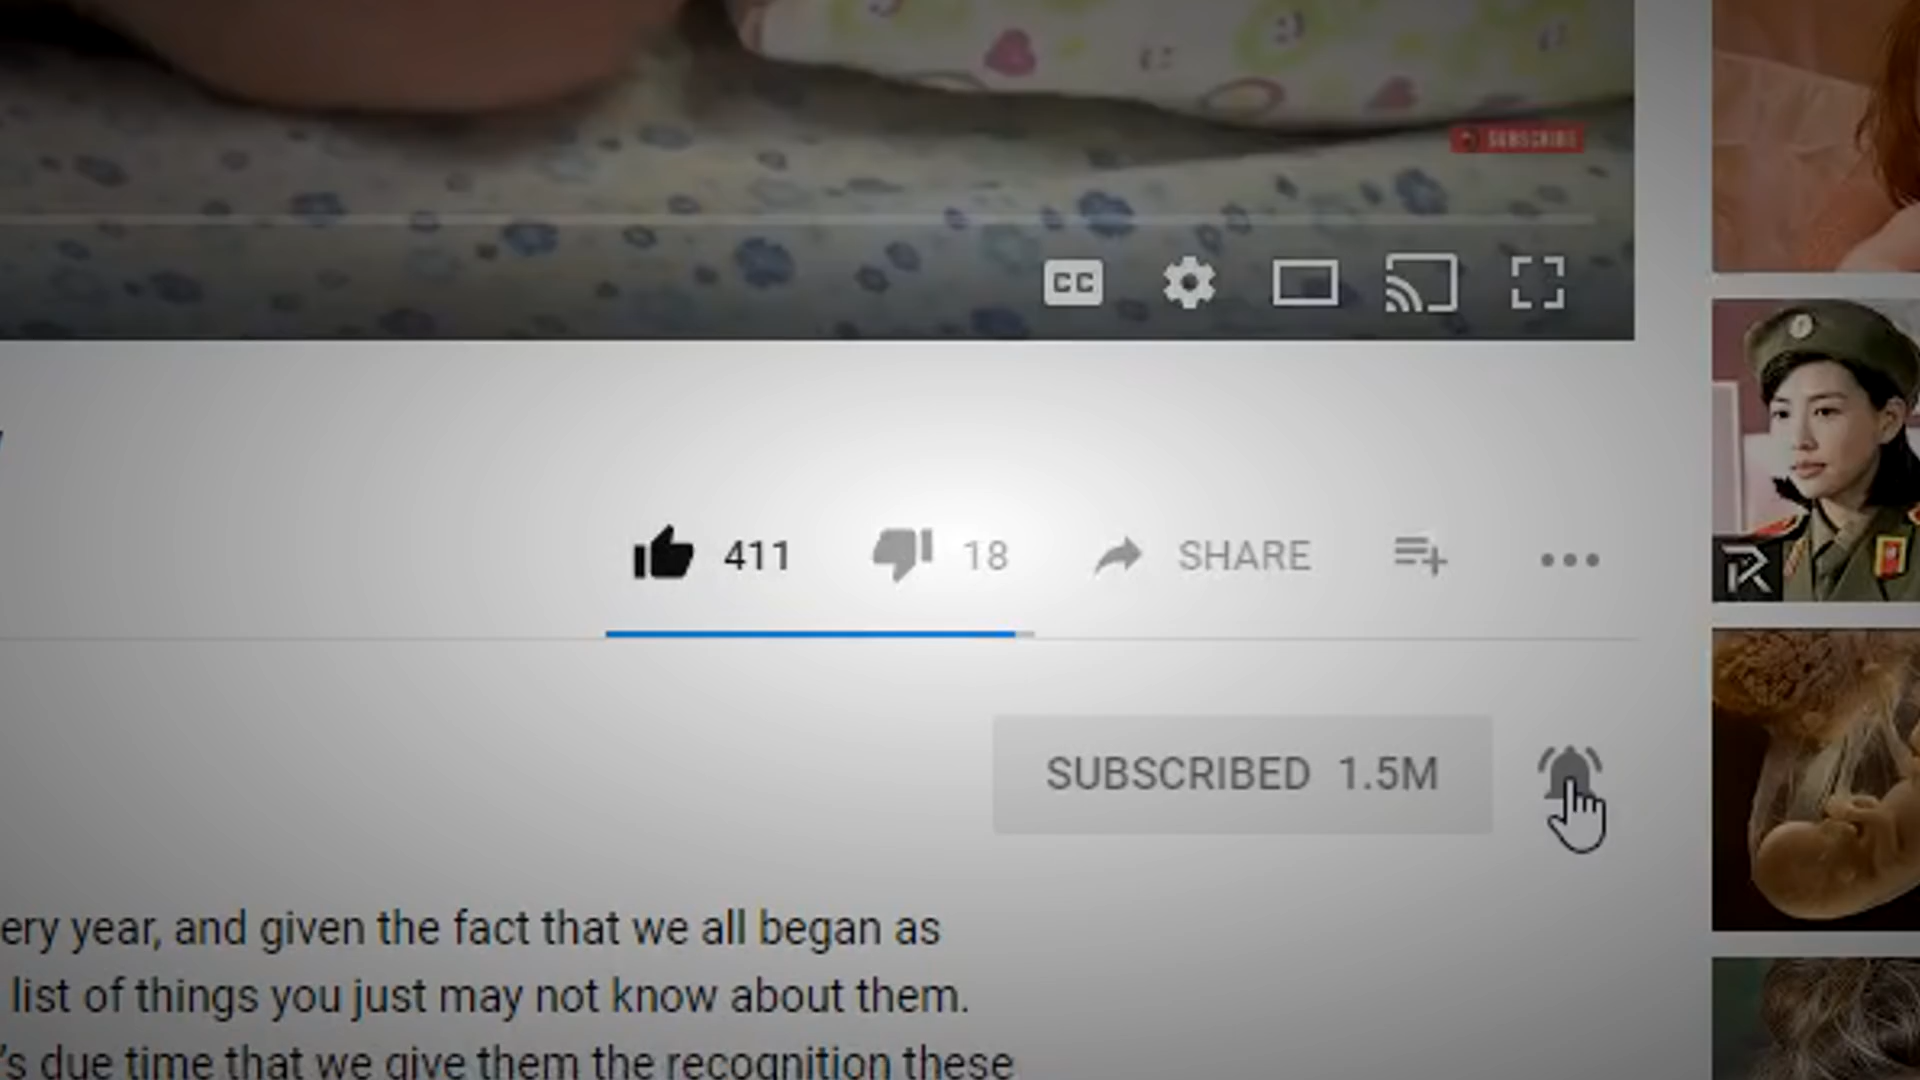 SUBSCRIBE
CC
411 18 SHARE
SUBSCRIBED 1.5M
ery year, and given the fact that we all began as
list of things you just may not know about them.
's due time that we give them the recognition these